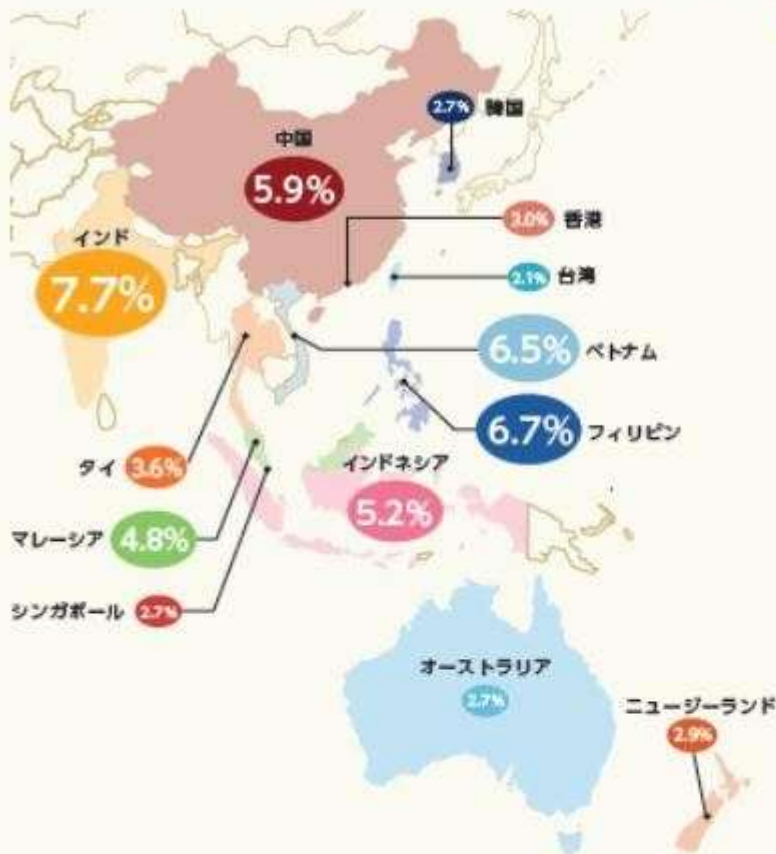 2.7% 韓国
中国
5.9%
3.0% 香港
インド
7.7%
2.1% 台湾
6.5% ベトナム
6.7% フィリピン
タイ 3.6%
インドネシア
5.2%
マレーシア 4.8%
シンガポール 2.7%
オーストラリア
2.7%
ニュージーランド
2.9%